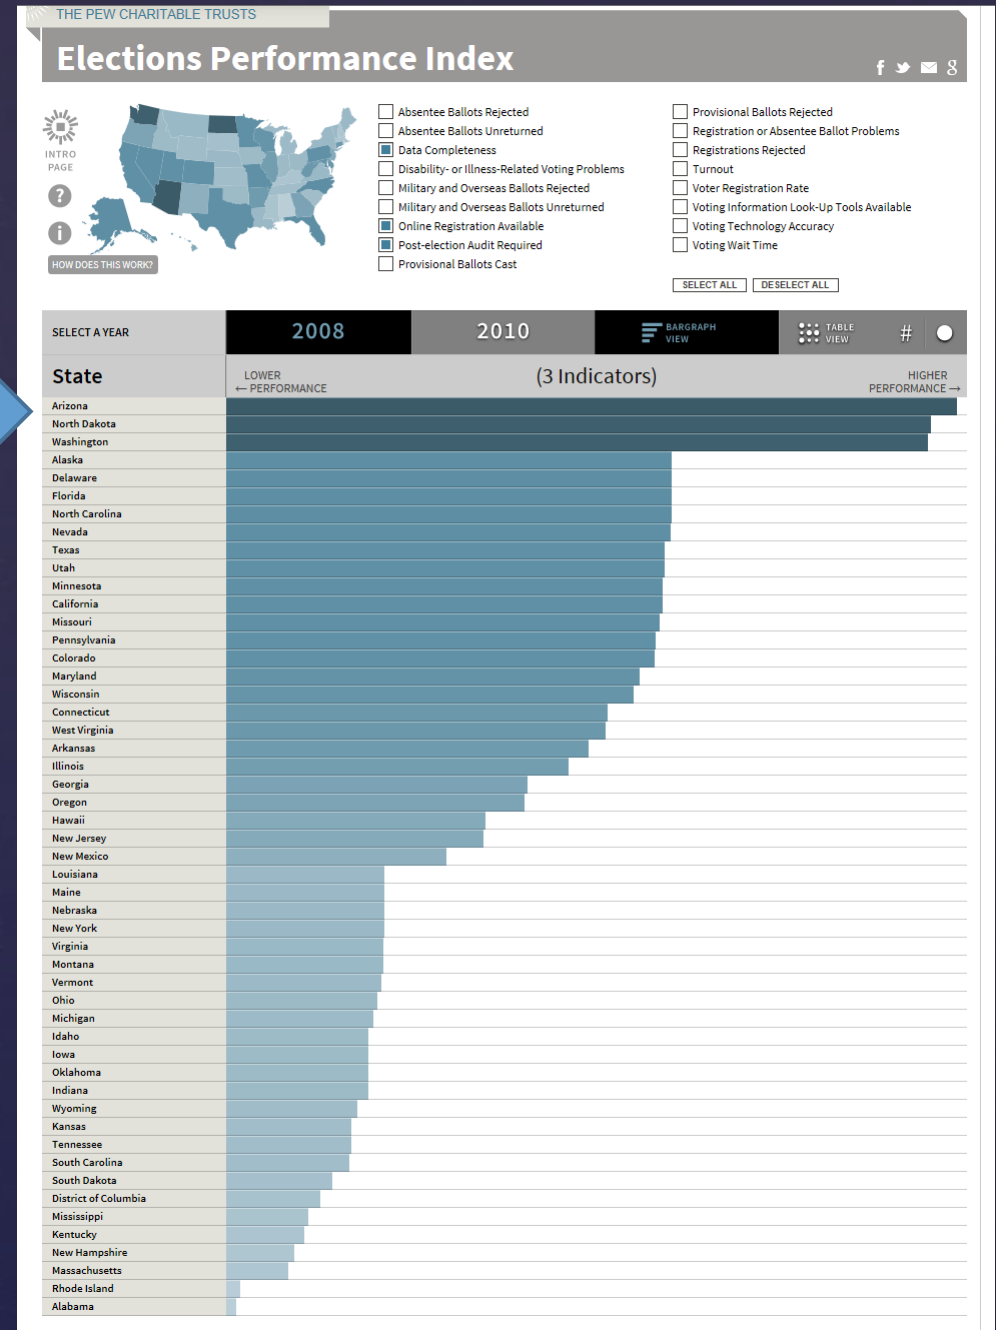 THE PEW CHARITABLE TRUSTS
Elections Performance Index
INTRO
PAGE
?
i
HOW DOES THIS WORK?
Absentee Ballots Rejected
Absentee Ballots Unreturned
Data Completeness
Disability- or Illness-Related Voting Problems
Military and Overseas Ballots Rejected
Military and Overseas Ballots Unreturned
Online Registration Available
Post-election Audit Required
Provisional Ballots Cast
Provisional Ballots Rejected
Registration or Absentee Ballot Problems
Registrations Rejected
Turnout
Voter Registration Rate
Voting Information Look-Up Tools Available
Voting Technology Accuracy
Voting Wait Time
SELECT ALL DESELECT ALL
SELECT A YEAR
2008
2010
BARGRAPH
VIEW
TABLE
VIEW
#
State
LOWER
← PERFORMANCE
(3 Indicators)
HIGHER
PERFORMANCE →
Arizona
North Dakota
Washington
Alaska
Delaware
Florida
North Carolina
Nevada
Texas
Utah
Minnesota
California
Missouri
Pennsylvania
Colorado
Maryland
Wisconsin
Connecticut
West Virginia
Arkansas
Illinois
Georgia
Oregon
Hawaii
New Jersey
New Mexico
Louisiana
Maine
Nebraska
New York
Virginia
Montana
Vermont
Ohio
Michigan
Idaho
Iowa
Oklahoma
Indiana
Wyoming
Kansas
Tennessee
South Carolina
South Dakota
District of Columbia
Mississippi
Kentucky
New Hampshire
Massachusetts
Rhode Island
Alabama